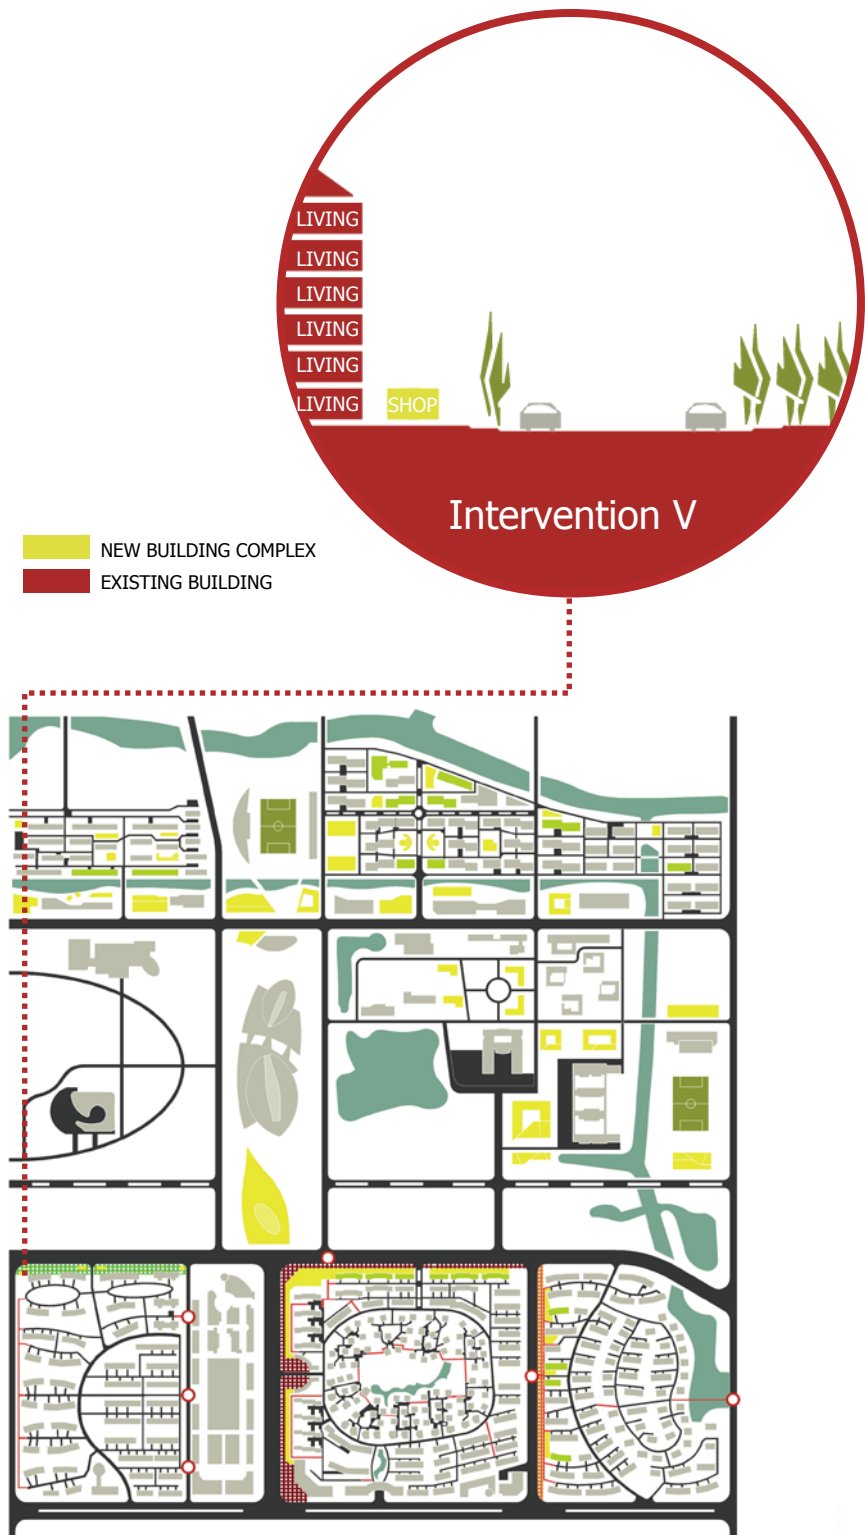 LIVING
LIVING
LIVING
LIVING
LIVING
LIVING
SHOP
Intervention V
NEW BUILDING COMPLEX
EXISTING BUILDING